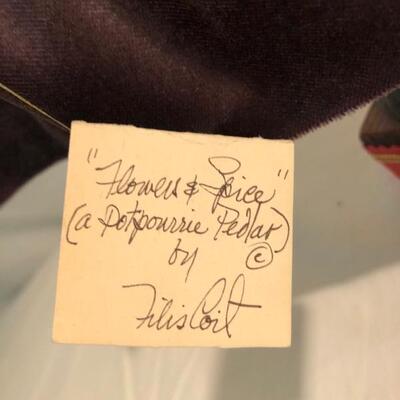 "Flowers & Spice"
(a Potpourrie Pedlar)
by ©
Filis Coit